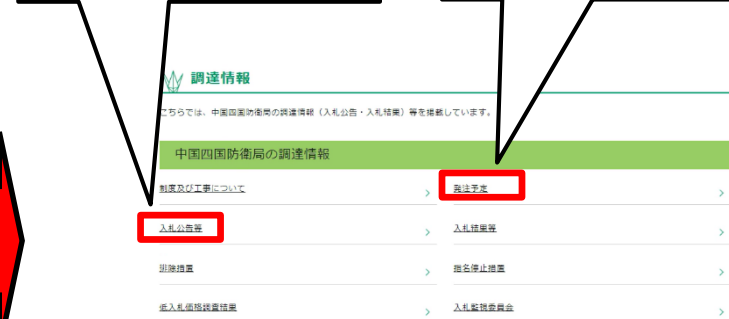 調達情報
こちらでは、中国四国防衛局の調達情報（入札公告・入札結果）等を掲載しています。
中国四国防衛局の調達情報
制度及び工事について
発注予定
入札公告等
入札結果等
排除措置
指名停止措置
低入札価格調査結果
入札監視委員会